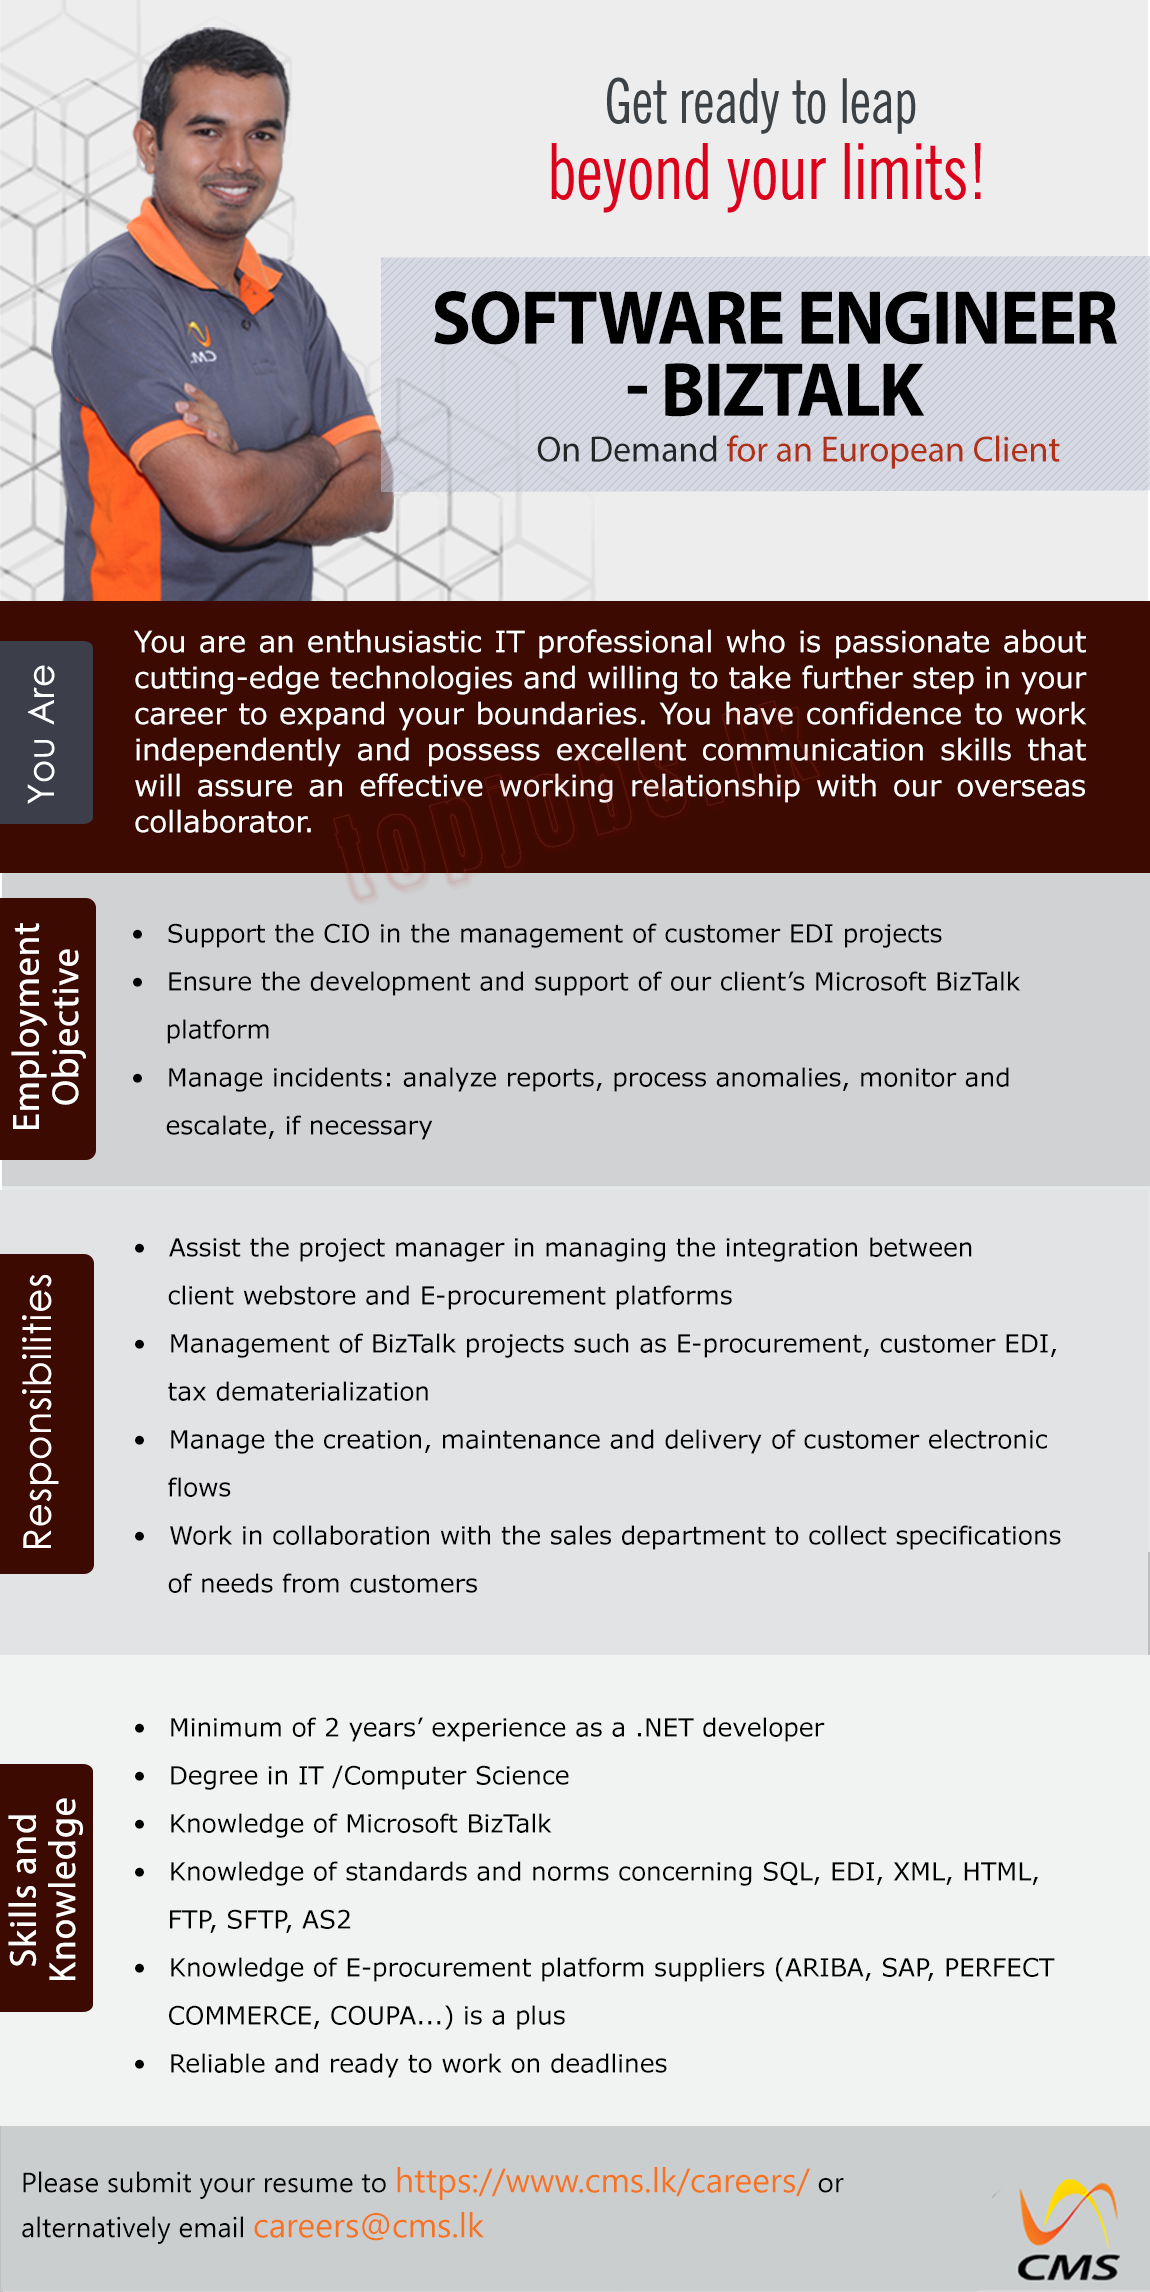 Get ready to leap
beyond your limits!
SOFTWARE ENGINEER
- BIZTALK
On Demand for an European Client
CMS
You Are
You are an enthusiastic IT professional who is passionate about
cutting-edge technologies and willing to take further step in your
career to expand your boundaries. You have confidence to work
independently and possess excellent communication skills that
will assure an effective working relationship with our overseas
collaborator.
topjobs.lk
Employment
Objective
• Support the CIO in the management of customer EDI projects
• Ensure the development and support of our client’s Microsoft BizTalk
platform
• Manage incidents: analyze reports, process anomalies, monitor and
escalate, if necessary
Responsibilities
• Assist the project manager in managing the integration between
client webstore and E-procurement platforms
• Management of BizTalk projects such as E-procurement, customer EDI,
tax dematerialization
• Manage the creation, maintenance and delivery of customer electronic
flows
• Work in collaboration with the sales department to collect specifications
of needs from customers
Skills and
Knowledge
• Minimum of 2 years’ experience as a .NET developer
• Degree in IT /Computer Science
• Knowledge of Microsoft BizTalk
• Knowledge of standards and norms concerning SQL, EDI, XML, HTML,
FTP, SFTP, AS2
• Knowledge of E-procurement platform suppliers (ARIBA, SAP, PERFECT
COMMERCE, COUPA...) is a plus
• Reliable and ready to work on deadlines
Please submit your resume to https://www.cms.lk/careers/ or
alternatively email careers@cms.lk
CMS